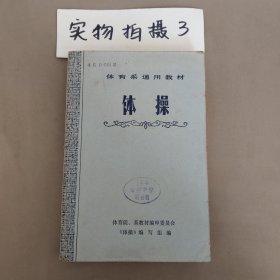 实物拍摄3
体育系通用教材
体操
体育院、系教材编审委员会
《体操》编写组编